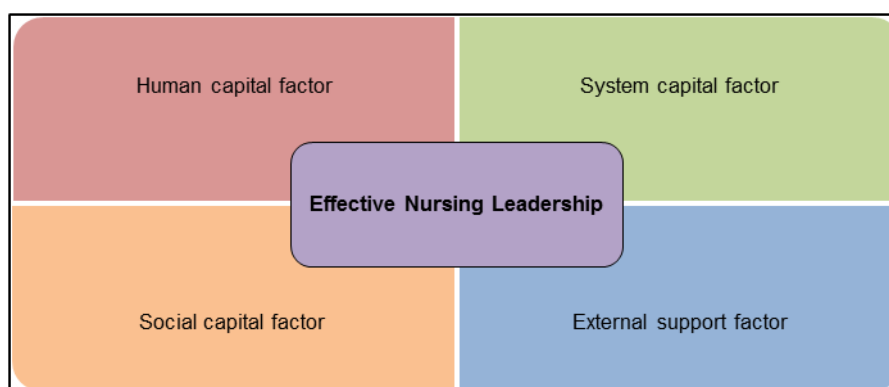 Human capital factor
System capital factor
Effective Nursing Leadership
Social capital factor
External support factor